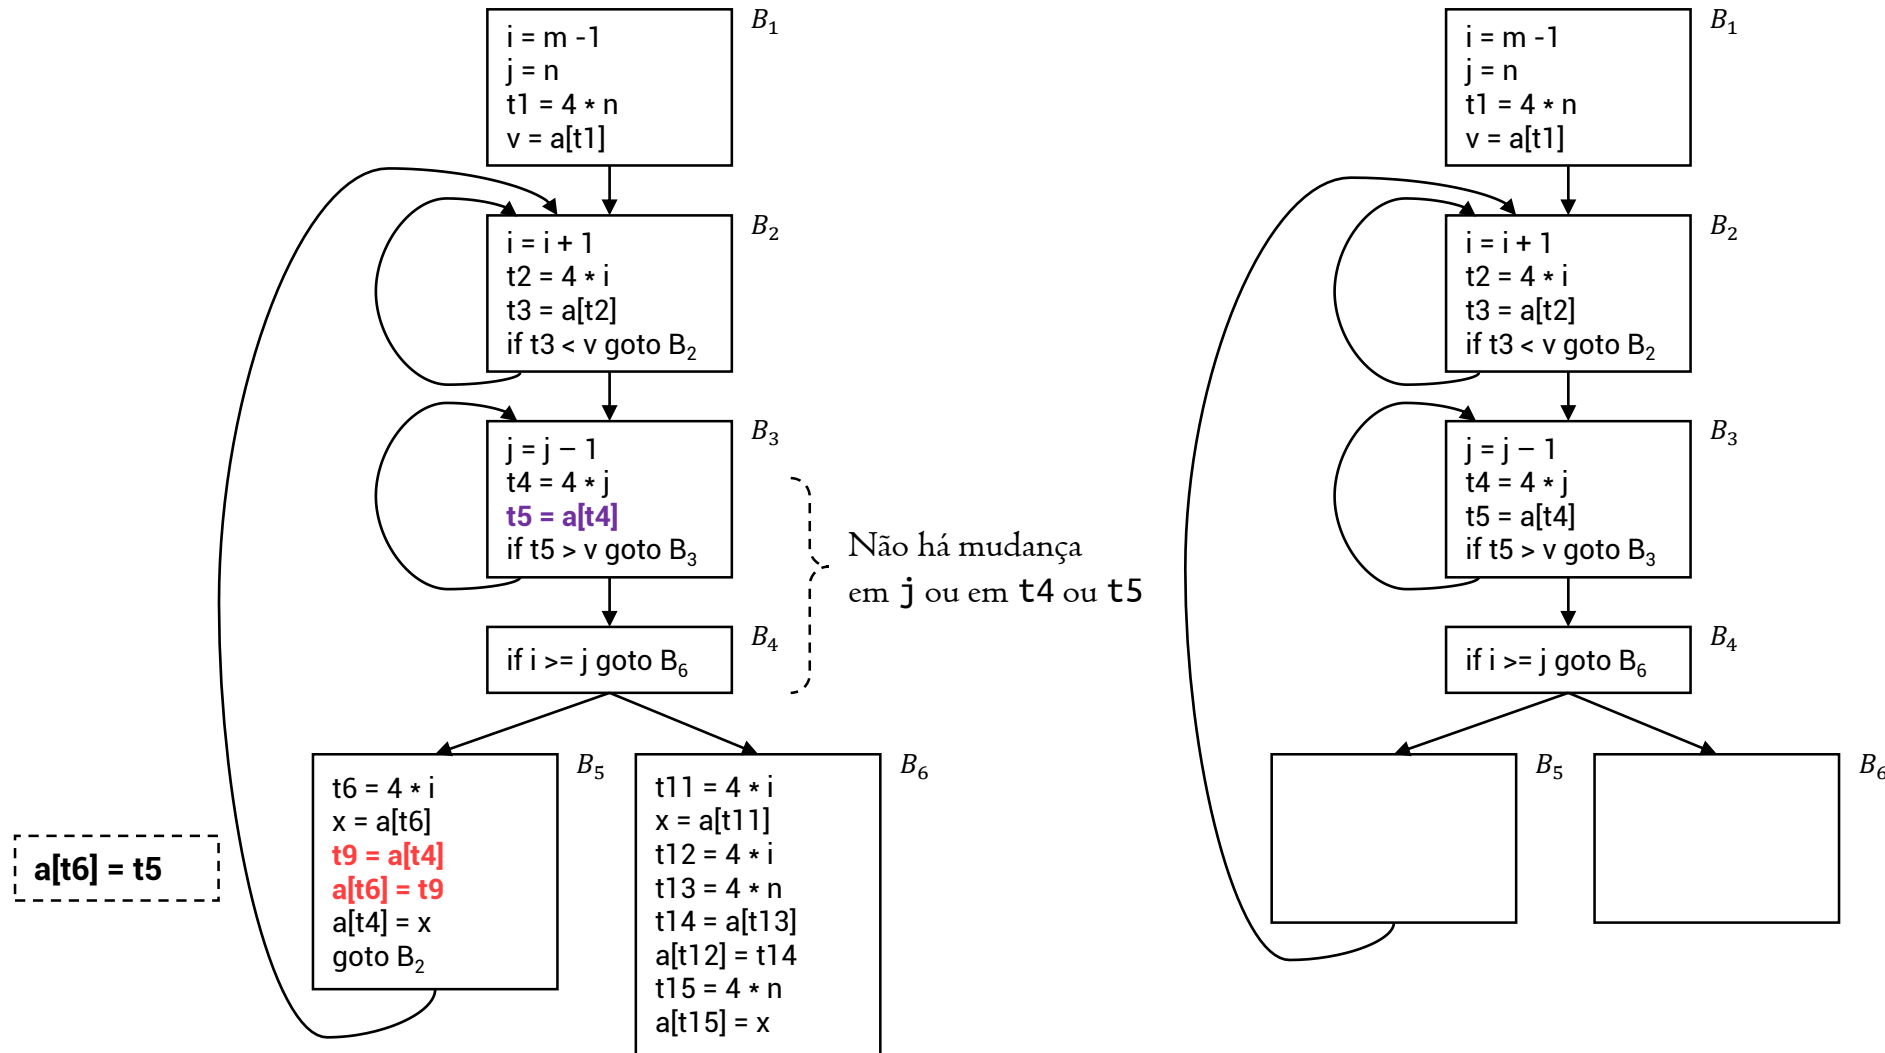 B₁
i = m -1
j = n
t1 = 4 * n
v = a[t1]
B₂
i = i + 1
t2 = 4 * i
t3 = a[t2]
if t3 < v goto B₂
B₃
j = j – 1
t4 = 4 * j
t5 = a[t4]
if t5 > v goto B₃
Não há mudança
em j ou em t4 ou t5
B₄
if i >= j goto B₆
B₅
t6 = 4 * i
x = a[t6]
t9 = a[t4]
a[t6] = t9
a[t4] = x
goto B₂
a[t6] = t5
B₆
t11 = 4 * i
x = a[t11]
t12 = 4 * i
t13 = 4 * n
t14 = a[t13]
a[t12] = t14
t15 = 4 * n
a[t15] = x
B₁
i = m -1
j = n
t1 = 4 * n
v = a[t1]
B₂
i = i + 1
t2 = 4 * i
t3 = a[t2]
if t3 < v goto B₂
B₃
j = j – 1
t4 = 4 * j
t5 = a[t4]
if t5 > v goto B₃
B₄
if i >= j goto B₆
B₅
B₆